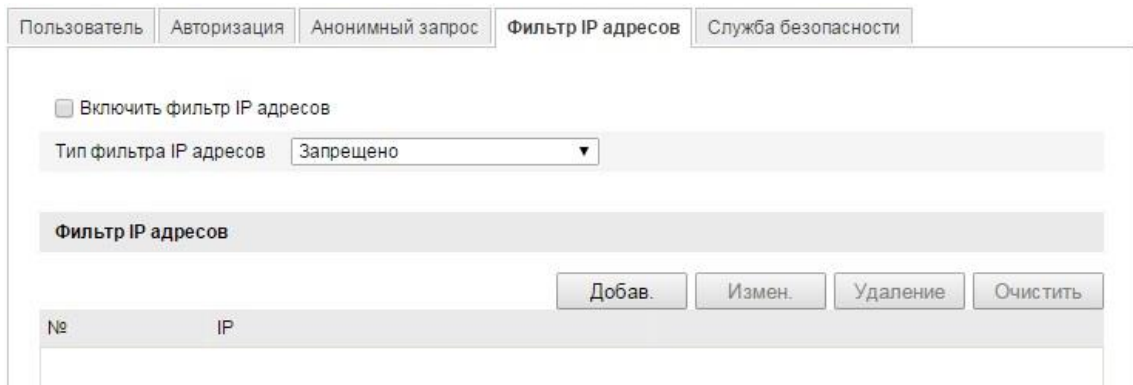 Пользователь Авторизация Анонимный запрос Фильтр IP адресов Служба безопасности
Включить фильтр IP адресов
Тип фильтра IP адресов Запрещено
Фильтр IP адресов
Добав. Измен. Удаление Очистить
№ IP